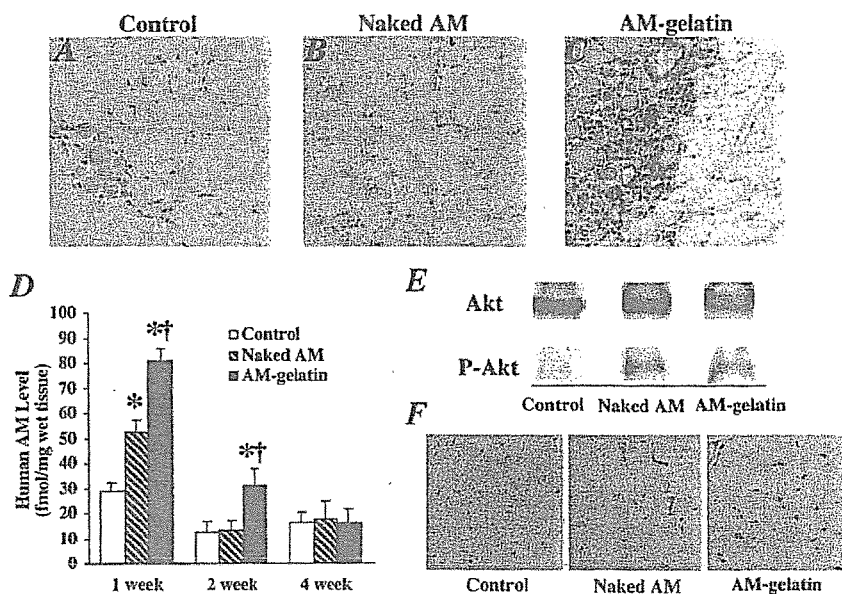 Control Naked AM AM-gelatin
A B C
D
Human AM Level
(fmol/mg wet tissue)
100
90
80
70
60
50
40
30
20
10
0
* *†
*†
Control
Naked AM
AM-gelatin
1 week 2 week 4 week
E
Akt
P-Akt
Control Naked AM AM-gelatin
F
Control Naked AM AM-gelatin